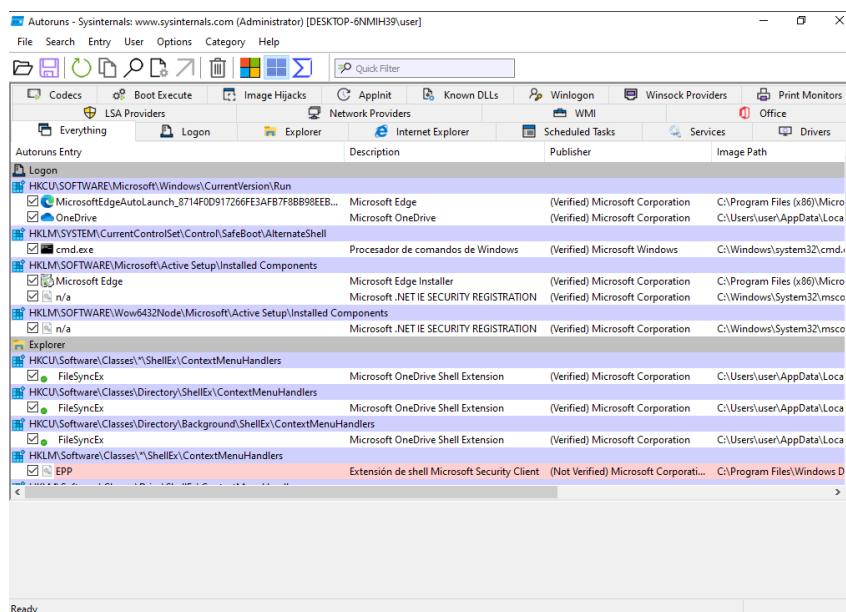 Autoruns - Sysinternals: www.sysinternals.com (Administrator) [DESKTOP-6NMIH39\user]
File Search Entry User Options Category Help
Quick Filter
Codecs Boot Execute Image Hijacks AppInit Known DLLs Winlogon Winsock Providers Print Monitors
LSA Providers Network Providers WMI Office
Everything Logon Explorer Internet Explorer Scheduled Tasks Services Drivers
Autoruns Entry Description Publisher Image Path
Logon
HKCU\SOFTWARE\Microsoft\Windows\CurrentVersion\Run
MicrosoftEdgeAutoLaunch_8714F0D917266FE3AFB7F8BB98EEB... Microsoft Edge (Verified) Microsoft Corporation C:\Program Files (x86)\Micro
OneDrive Microsoft OneDrive (Verified) Microsoft Corporation C:\Users\user\AppData\Loca
HKLM\SYSTEM\CurrentControlSet\Control\SafeBoot\AlternateShell
cmd.exe Procesador de comandos de Windows (Verified) Microsoft Windows C:\Windows\system32\cmd.
HKLM\SOFTWARE\Microsoft\Active Setup\Installed Components
Microsoft Edge Microsoft Edge Installer (Verified) Microsoft Corporation C:\Program Files (x86)\Micro
n/a Microsoft .NET IE SECURITY REGISTRATION (Verified) Microsoft Corporation C:\Windows\System32\msco
HKLM\SOFTWARE\Wow6432Node\Microsoft\Active Setup\Installed Components
n/a Microsoft .NET IE SECURITY REGISTRATION (Verified) Microsoft Corporation C:\Windows\System32\msco
Explorer
HKCU\Software\Classes\*\ShellEx\ContextMenuHandlers
FileSyncEx Microsoft OneDrive Shell Extension (Verified) Microsoft Corporation C:\Users\user\AppData\Loca
HKCU\Software\Classes\Directory\ShellEx\ContextMenuHandlers
FileSyncEx Microsoft OneDrive Shell Extension (Verified) Microsoft Corporation C:\Users\user\AppData\Loca
HKCU\Software\Classes\Directory\Background\ShellEx\ContextMenuHandlers
FileSyncEx Microsoft OneDrive Shell Extension (Verified) Microsoft Corporation C:\Users\user\AppData\Loca
HKLM\Software\Classes\*\ShellEx\ContextMenuHandlers
EPP Extensión de shell Microsoft Security Client (Not Verified) Microsoft Corporati... C:\Program Files\Windows D
Ready